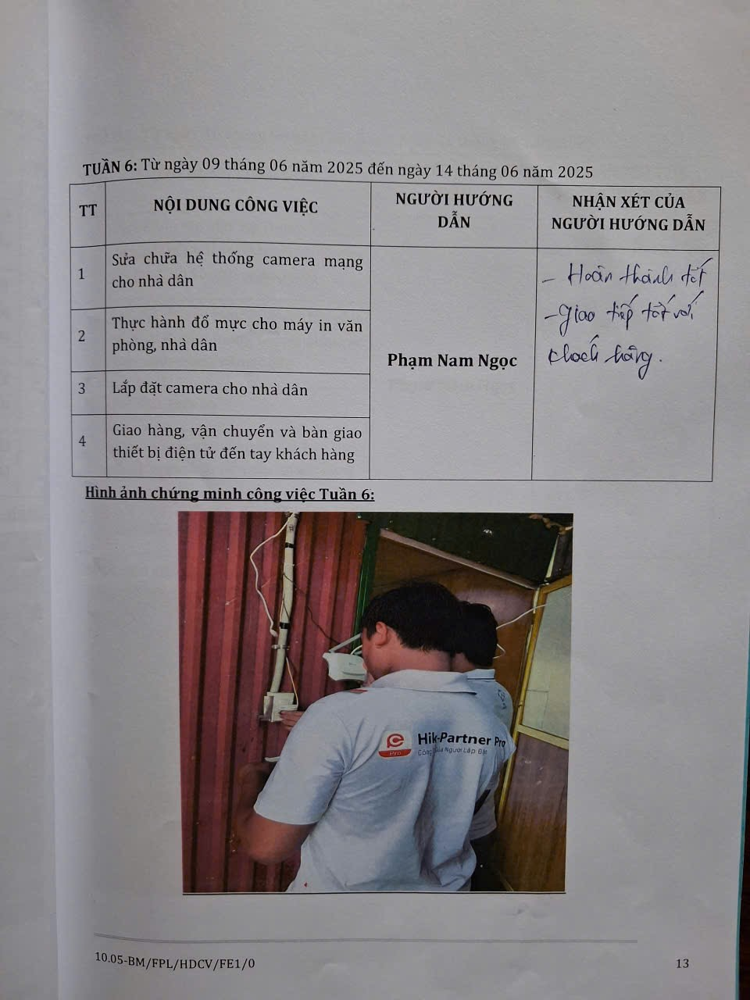 TUẦN 6: Từ ngày 09 tháng 06 năm 2025 đến ngày 14 tháng 06 năm 2025
TT
NỘI DUNG CÔNG VIỆC
NGƯỜI HƯỚNG
DẪN
NHẬN XÉT CỦA
NGƯỜI HƯỚNG DẪN
1
Sửa chữa hệ thống camera mạng
cho nhà dân
2
Thực hành đổ mực cho máy in văn
phòng, nhà dân
3
Lắp đặt camera cho nhà dân
4
Giao hàng, vận chuyển và bàn giao
thiết bị điện tử đến tay khách hàng
Phạm Nam Ngọc
- Hoàn thành tốt
- Giao tiếp tốt với
khách hàng.
Hình ảnh chứng minh công việc Tuần 6:
Hik-Partner Pro
Pro
Của Người Lắp Đặt
10.05-BM/FPL/HDCV/FE1/0
13